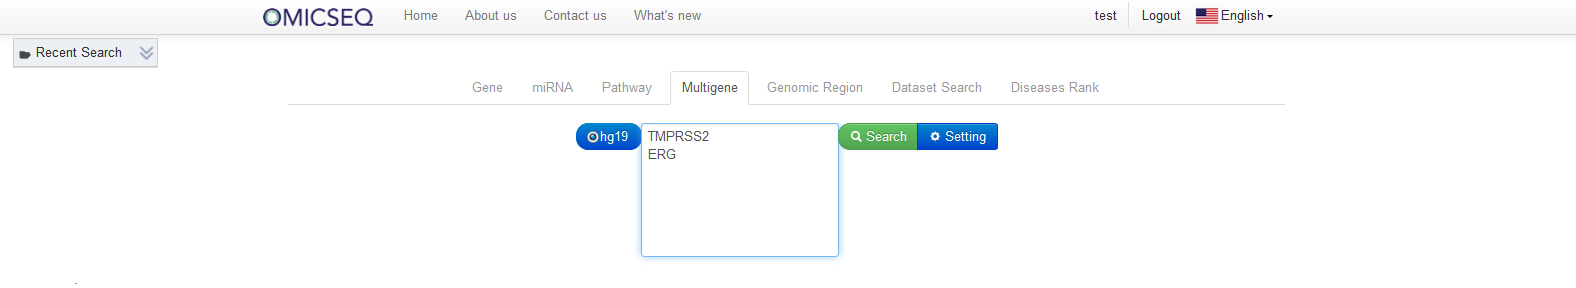 OMICSEQ Home About us Contact us What's new test Logout English
Recent Search
Gene miRNA Pathway Multigene Genomic Region Dataset Search Diseases Rank
hg19 TMPRSS2 Search Setting
ERG